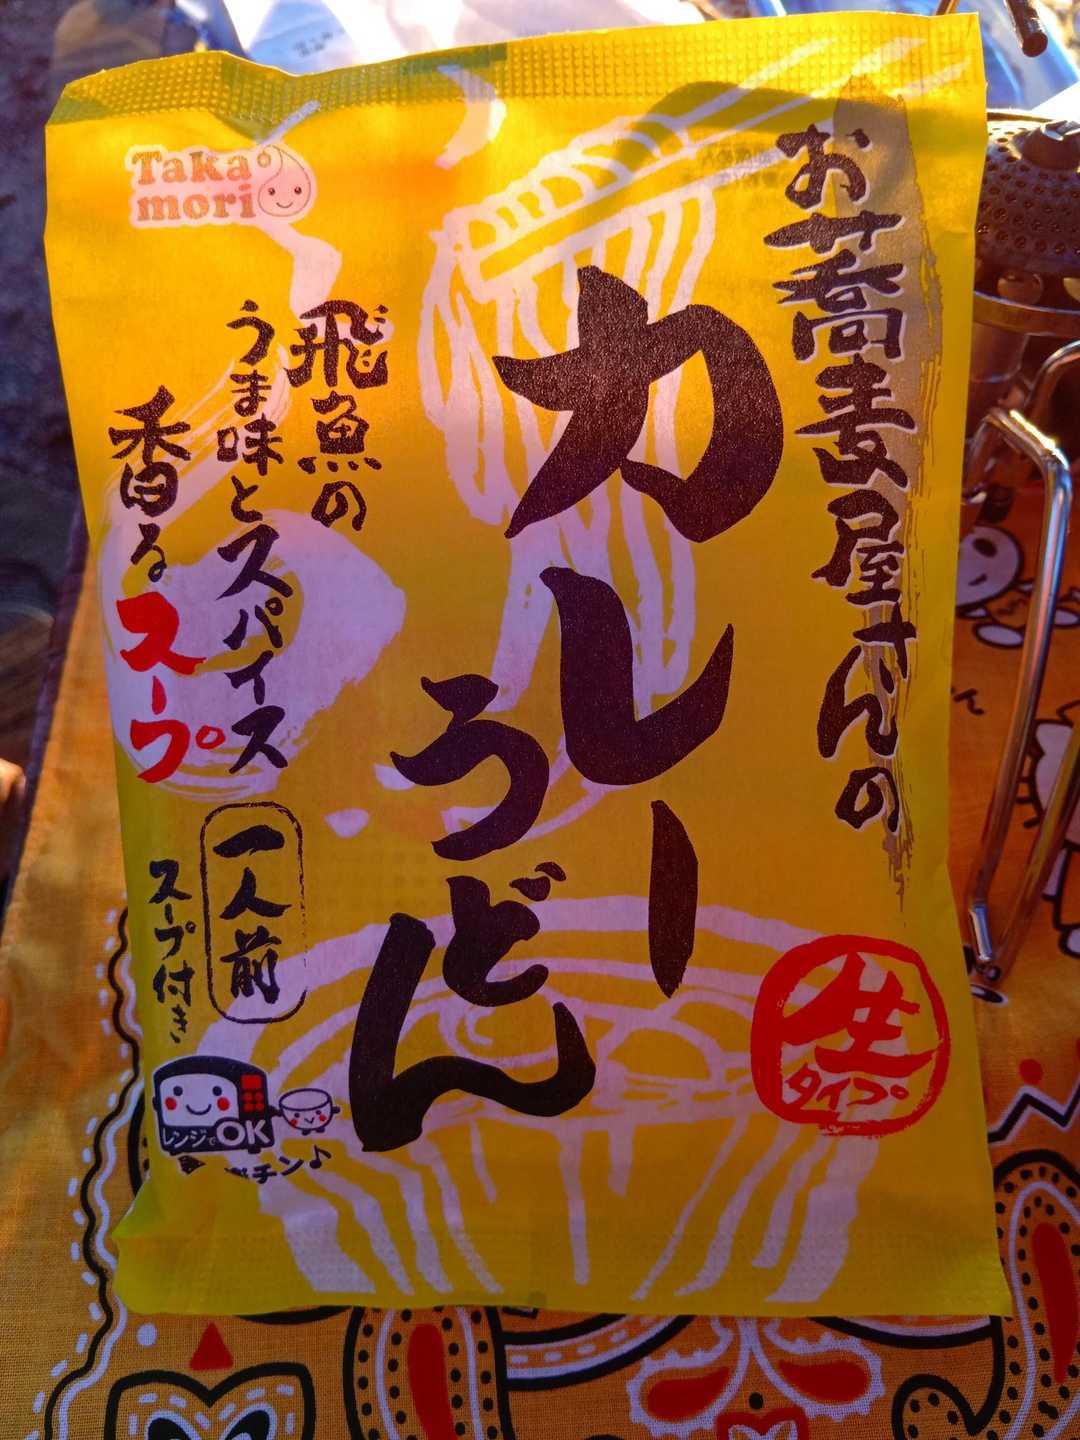 Taka
mori
お蕎麦屋さんの
カレー
うどん
飛魚の
うま味とスパイス
香るスープ
一人前
スープ付き
生
タイプ
レンジでOK
チン♪